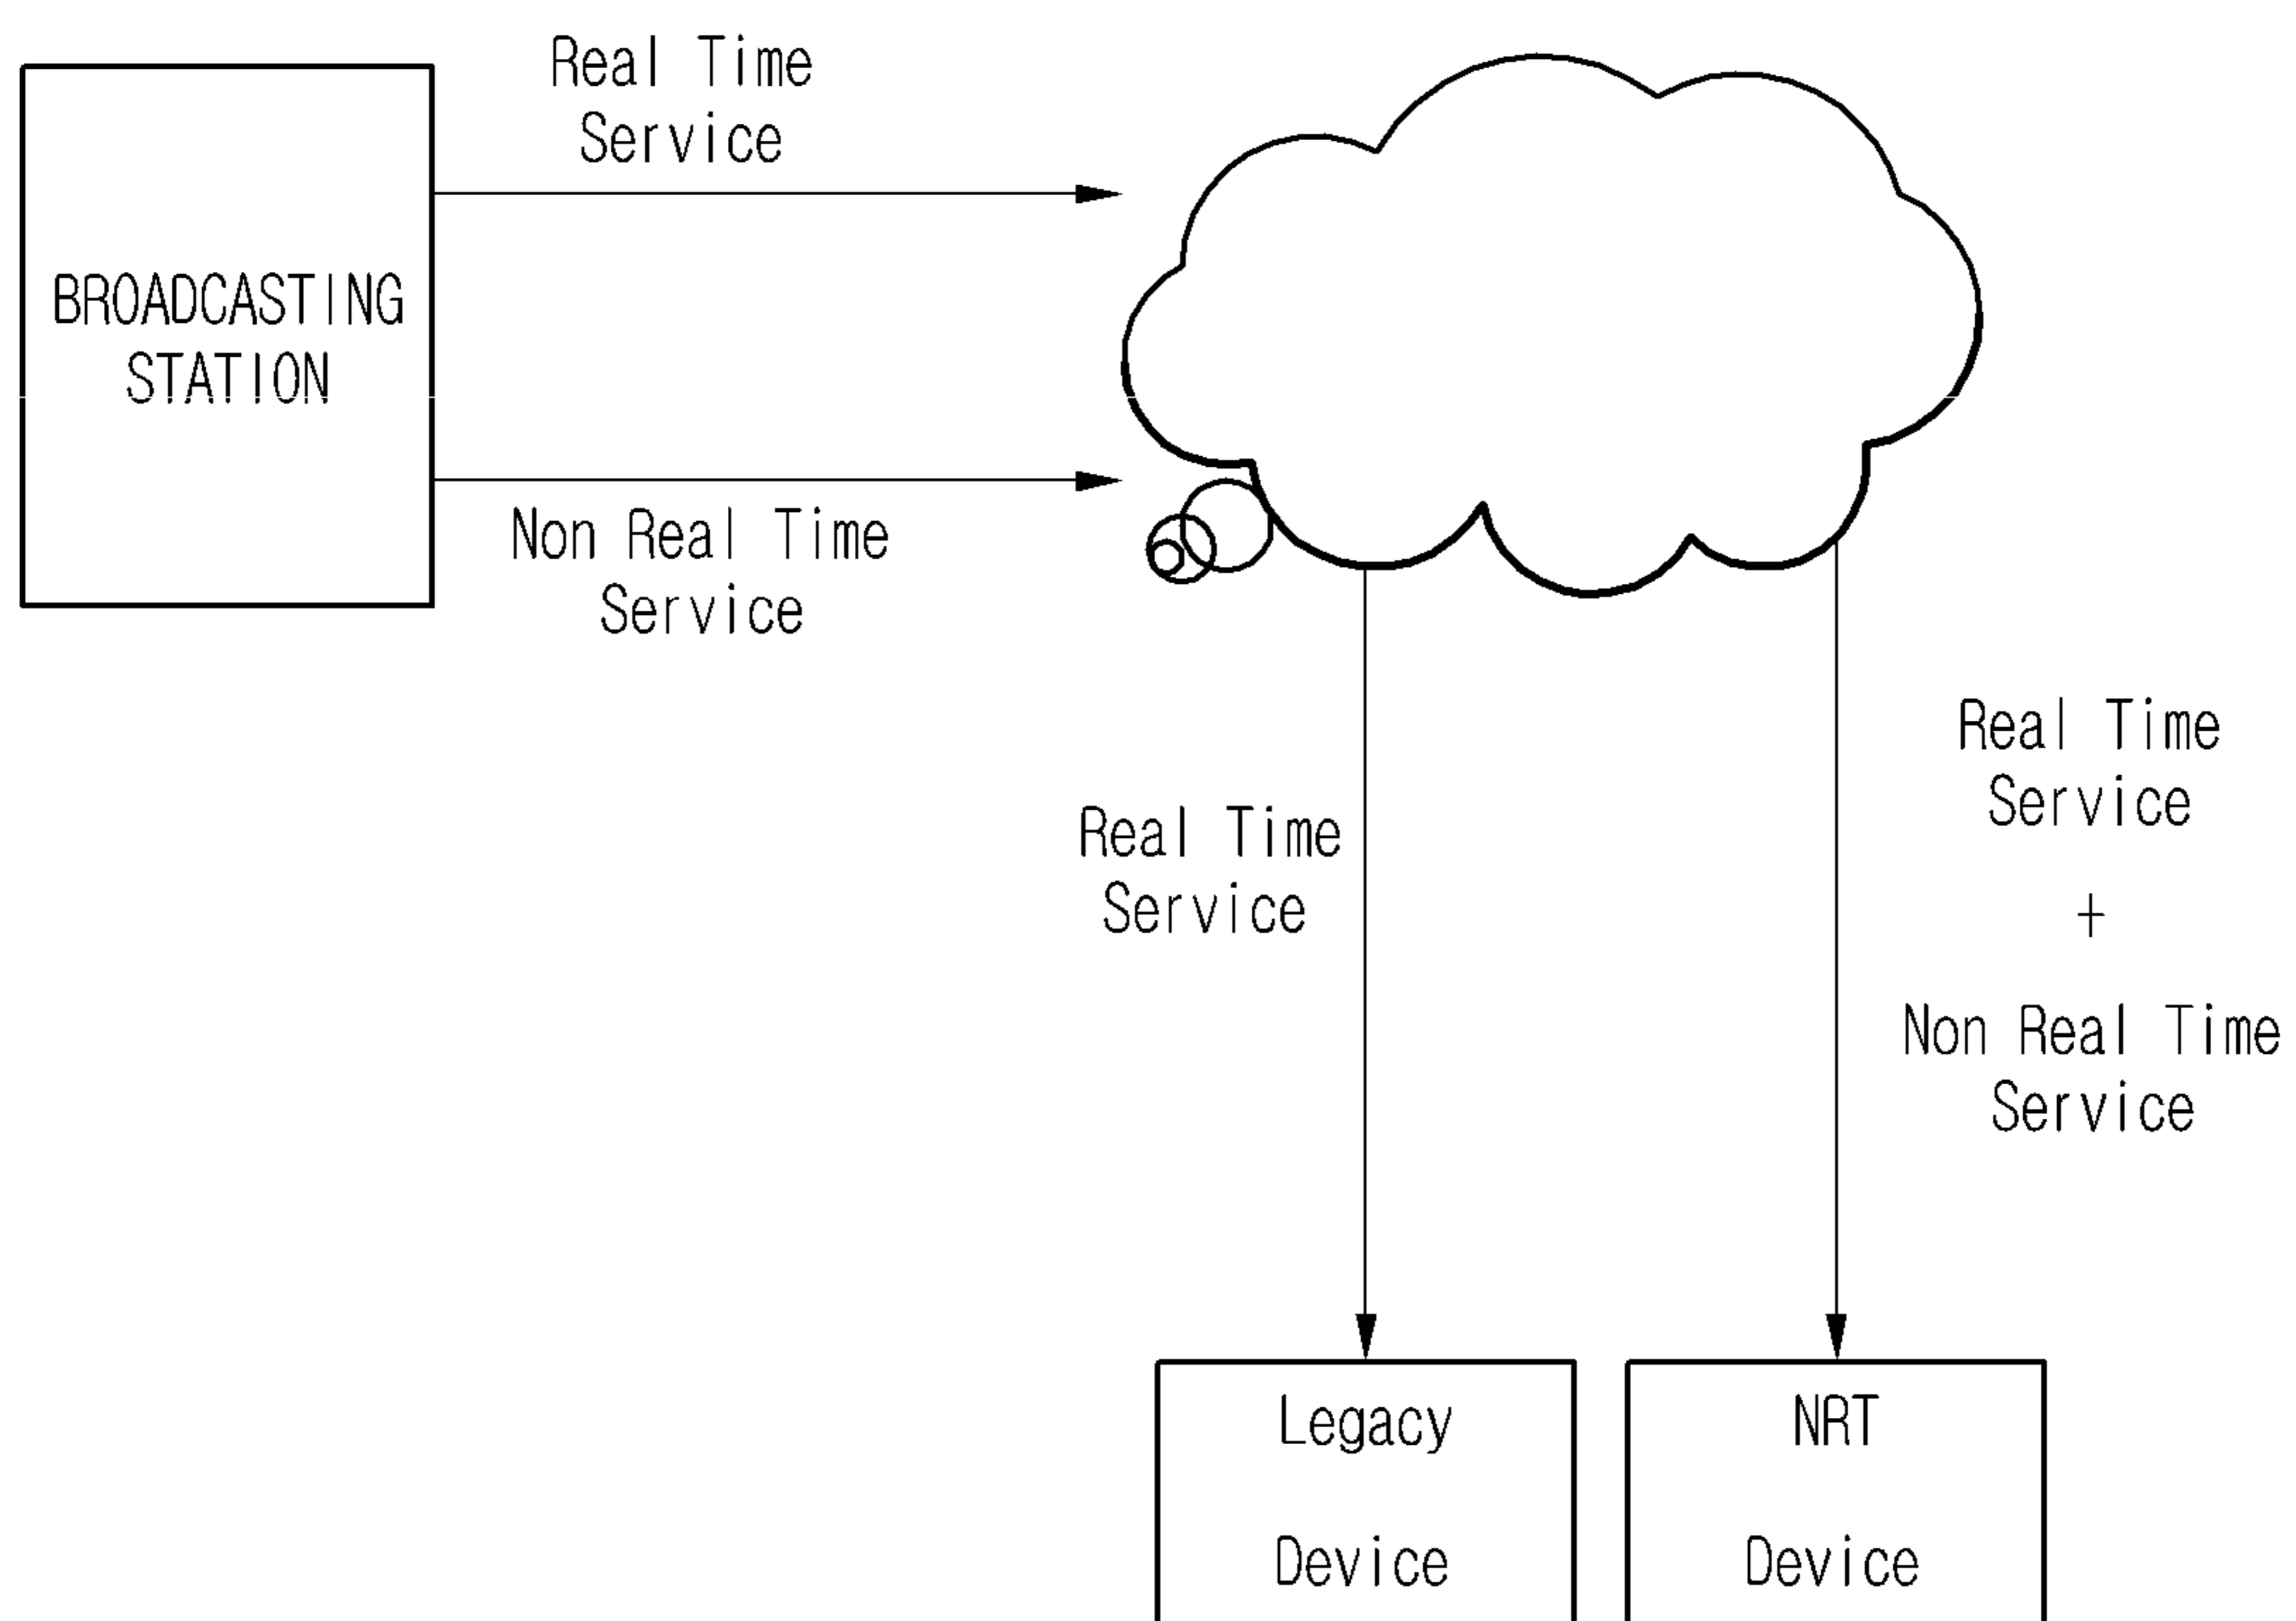 Real Time
Service
BROADCASTING
STATION
Non Real Time
Service
Real Time
Service
Real Time
Service
+
Non Real Time
Service
Legacy
Device
NRT
Device